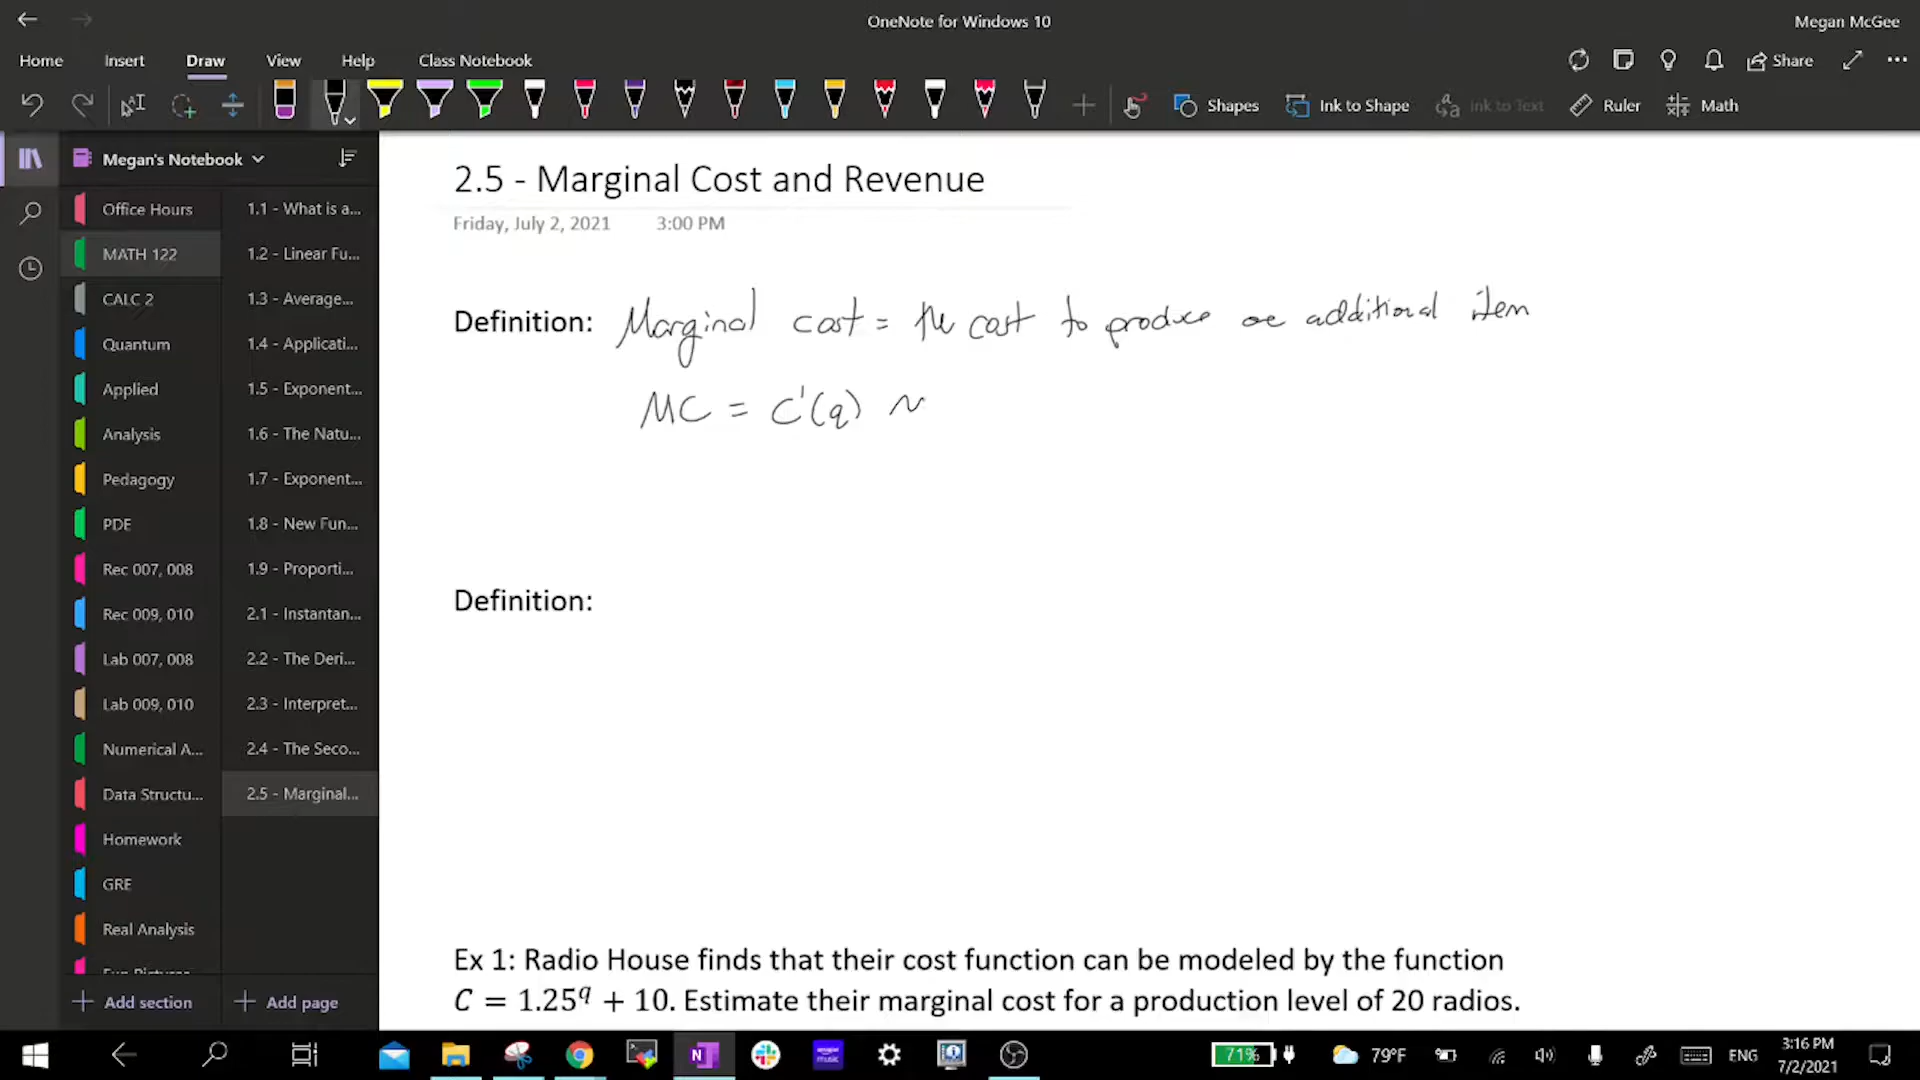 OneNote for Windows 10
Megan McGee
Home Insert Draw View Help Class Notebook
Share
Shapes Ink to Shape Ink to Text Ruler Math
Megan's Notebook
Office Hours
MATH 122
CALC 2
Quantum
Applied
Analysis
Pedagogy
PDE
Rec 007, 008
Rec 009, 010
Lab 007, 008
Lab 009, 010
Numerical A...
Data Structu...
Homework
GRE
Real Analysis
Add section
1.1 - What is a...
1.2 - Linear Fu...
1.3 - Average...
1.4 - Applicati...
1.5 - Exponent...
1.6 - The Natu...
1.7 - Exponent...
1.8 - New Fun...
1.9 - Proporti...
2.1 - Instantan...
2.2 - The Deri...
2.3 - Interpret...
2.4 - The Seco...
2.5 - Marginal...
Add page
2.5 - Marginal Cost and Revenue
Friday, July 2, 2021 3:00 PM
Definition: Marginal cost = the cost to produce one additional item
MC = C'(q) ~
Definition:
Ex 1: Radio House finds that their cost function can be modeled by the function
C = 1.25^q + 10. Estimate their marginal cost for a production level of 20 radios.
71% 79°F ENG 3:16 PM
7/2/2021